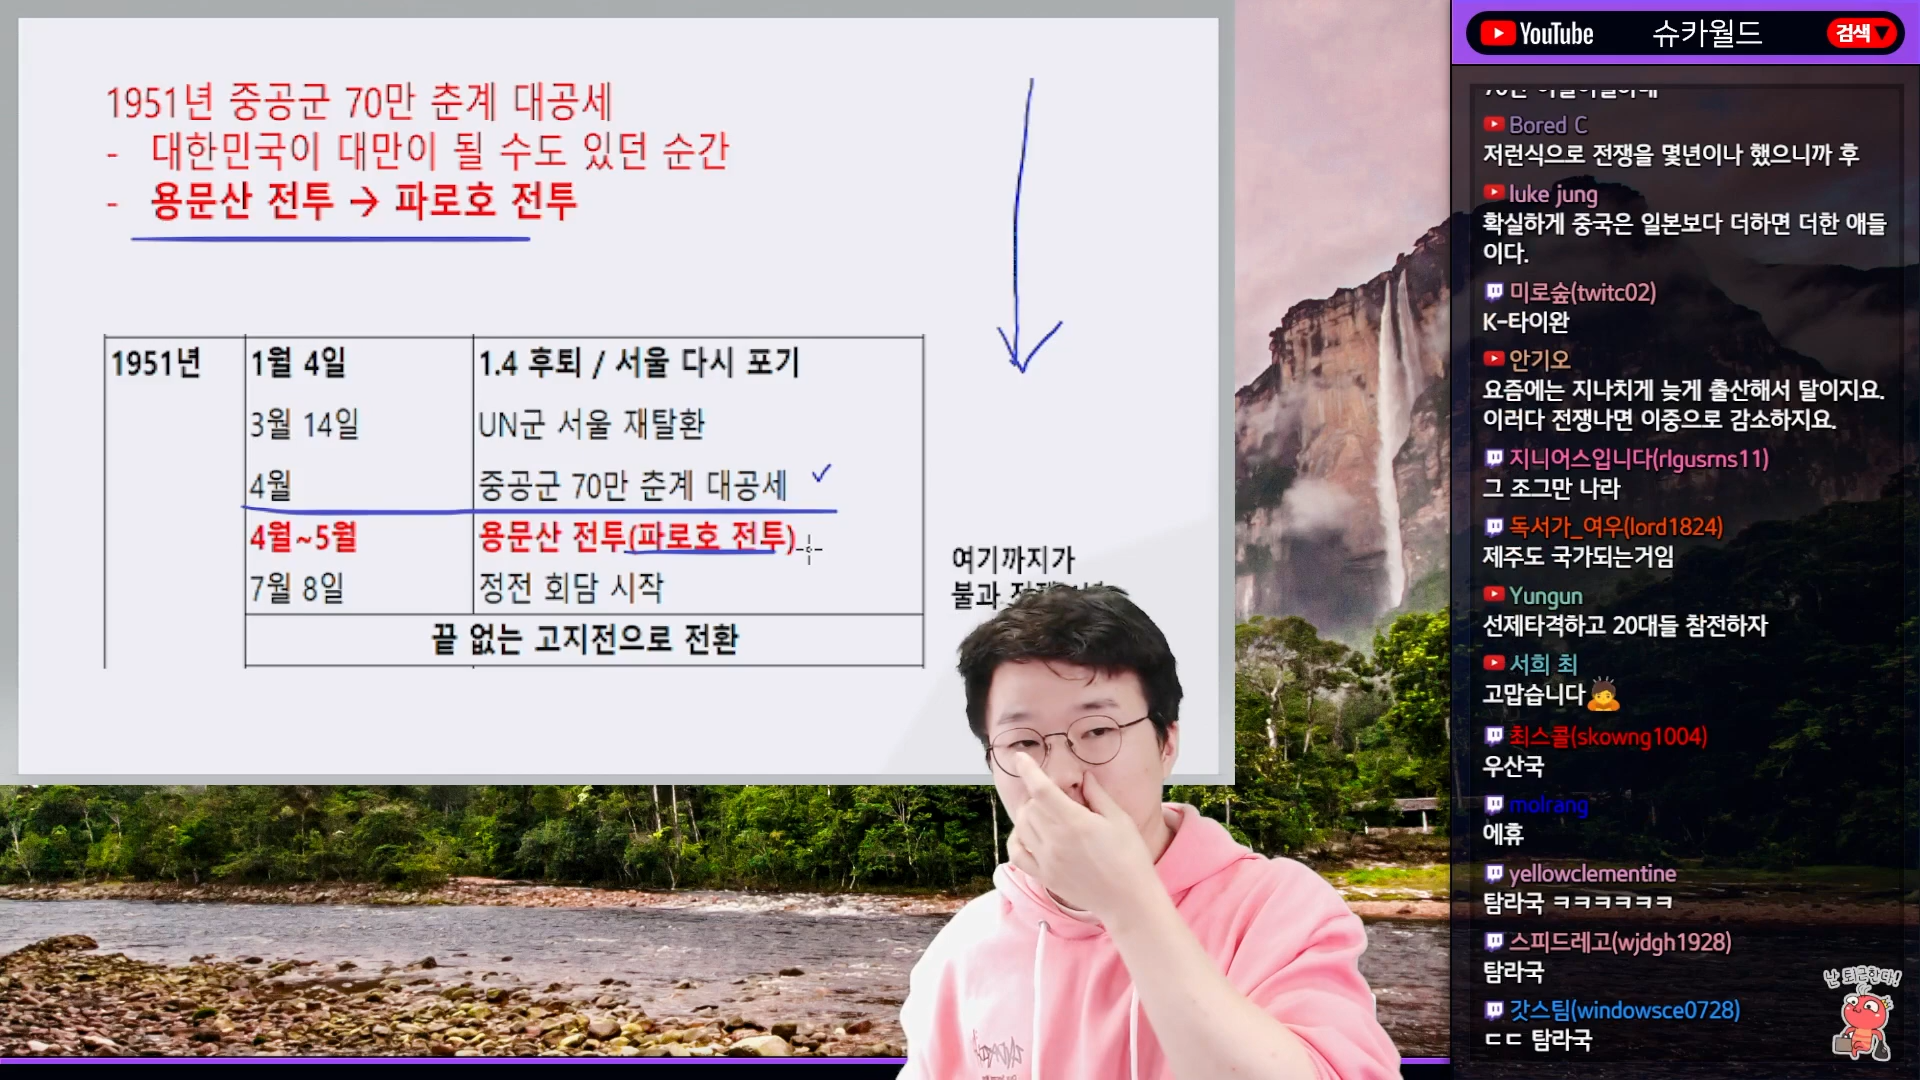 1951년 중공군 70만 춘계 대공세
- 대한민국이 대만이 될 수도 있던 순간
- 용문산 전투 → 파로호 전투
1951년 1월 4일 1.4 후퇴 / 서울 다시 포기
3월 14일 UN군 서울 재탈환
4월 중공군 70만 춘계 대공세
4월~5월 용문산 전투(파로호 전투)
7월 8일 정전 회담 시작
끝 없는 고지전으로 전환
여기까지가
불과
YouTube 슈카월드 검색▼
Bored C
저런식으로 전쟁을 몇년이나 했으니까 후
luke jung
확실하게 중국은 일본보다 더하면 더한 애들
이다.
미로숲(twitc02)
K-타이완
안기오
요즘에는 지나치게 늦게 출산해서 탈이지요.
이러다 전쟁나면 이중으로 감소하지요.
지니어스입니다(rlgusrns11)
그 조그만 나라
독서가_여우(lord1824)
제주도 국가되는거임
Yungun
선제타격하고 20대들 참전하자
서희 최
고맙습니다🙇
최스콜(skowng1004)
우산국
molrang
에휴
yellowclementine
탐라국 ㅋㅋㅋㅋㅋㅋ
스피드레고(wjdgh1928)
탐라국
갓스팀(windowsce0728)
ㄷㄷ 탐라국
난 퇴근한다!